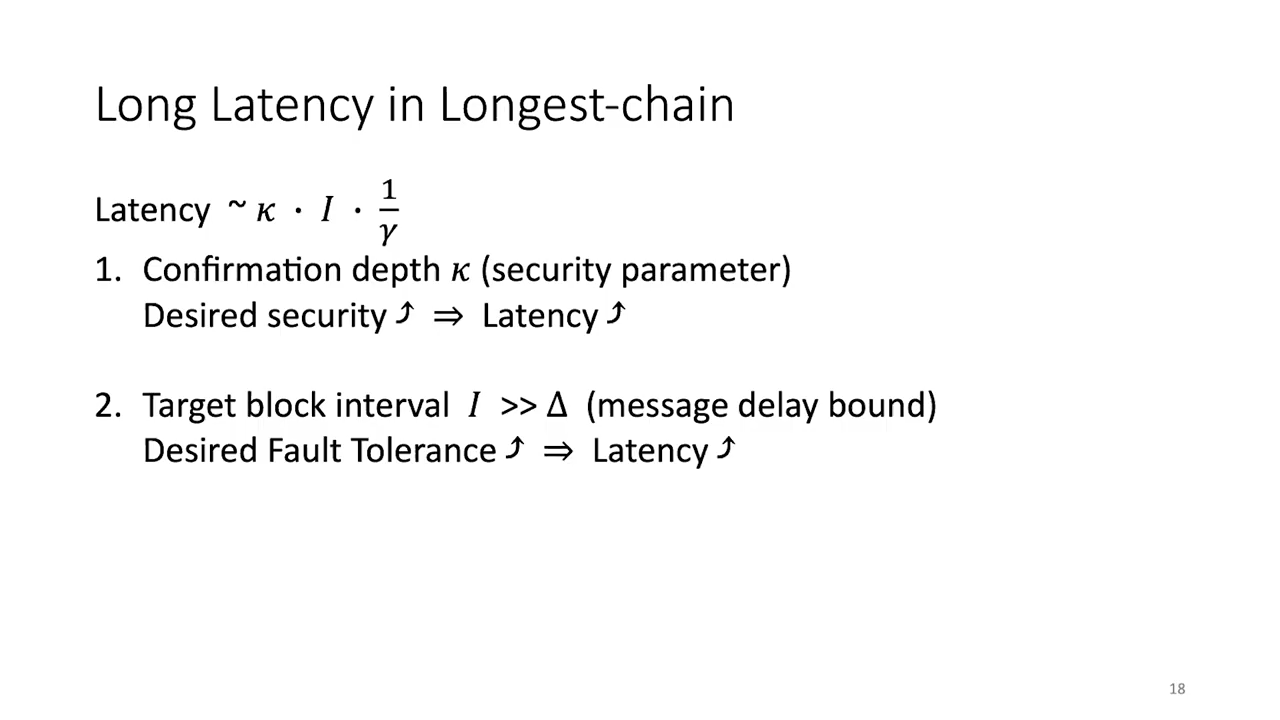 Long Latency in Longest-chain
Latency ~ κ · I · 1/γ
1. Confirmation depth κ (security parameter)
Desired security ⤴ ⇒ Latency ⤴
2. Target block interval I >> Δ (message delay bound)
Desired Fault Tolerance ⤴ ⇒ Latency ⤴
18